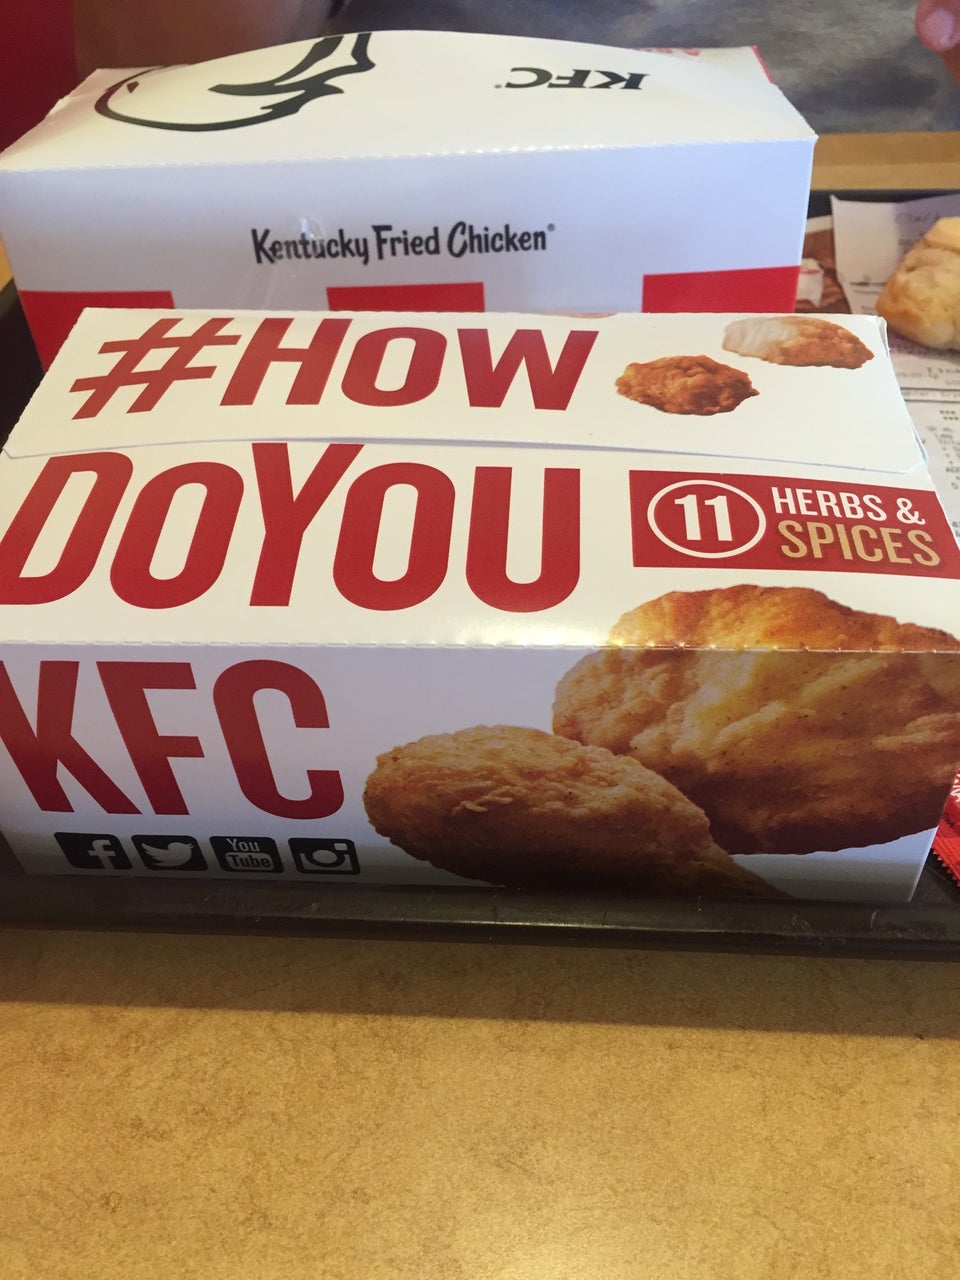 KFC
Kentucky Fried Chicken®
#HOW
DOYOU
KFC
11
HERBS &
SPICES
f
You
Tube